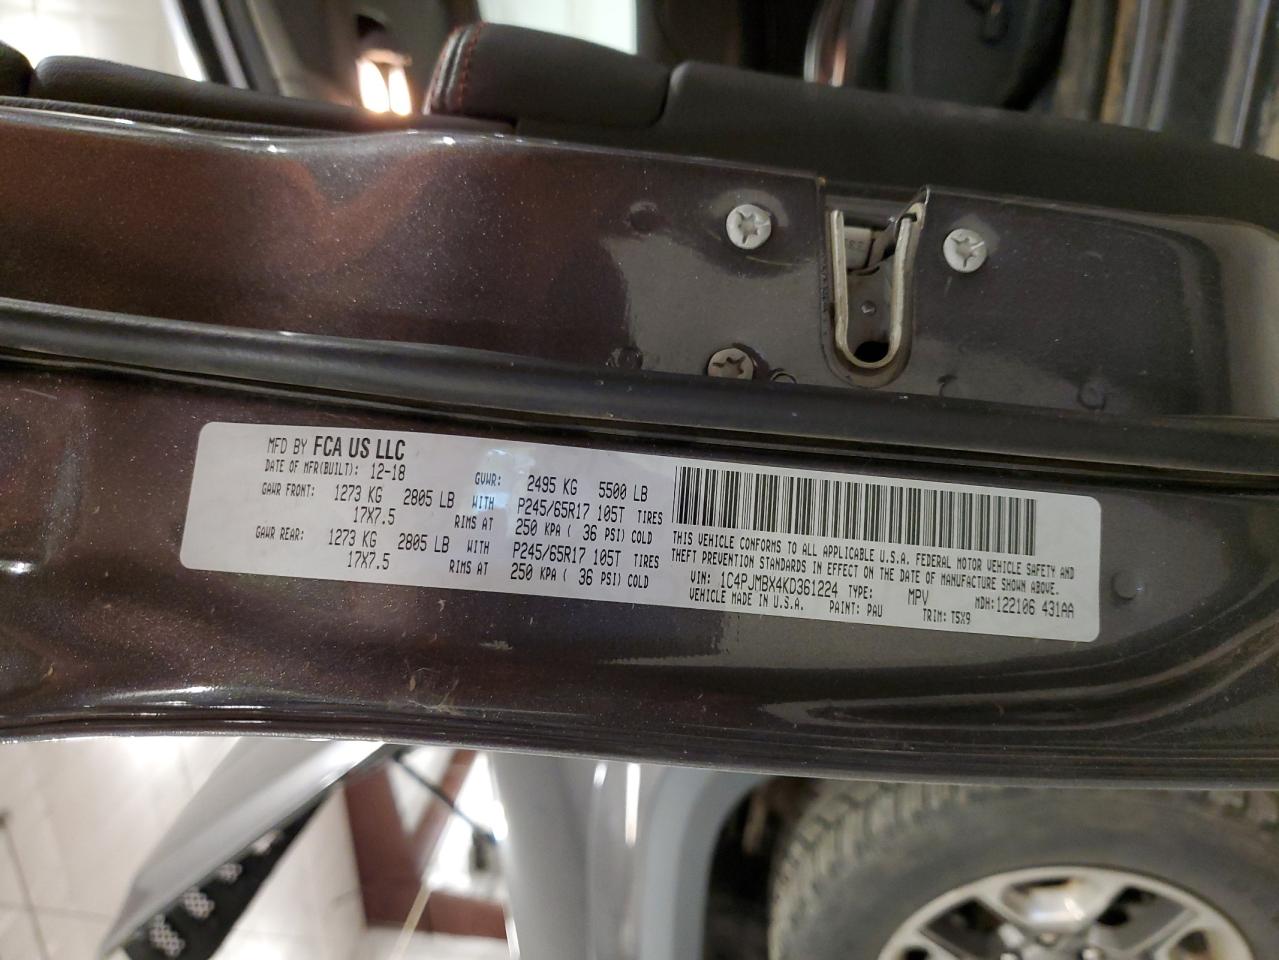 MFD BY FCA US LLC
DATE OF MFR(BUILT): 12-18
GVWR: 2495 KG 5500 LB
GAWR FRONT: 1273 KG 2805 LB WITH P245/65R17 105T TIRES
17X7.5 RIMS AT 250 KPA ( 36 PSI) COLD
GAWR REAR: 1273 KG 2805 LB WITH P245/65R17 105T TIRES
17X7.5 RIMS AT 250 KPA ( 36 PSI) COLD
THIS VEHICLE CONFORMS TO ALL APPLICABLE U.S.A. FEDERAL MOTOR VEHICLE SAFETY AND
THEFT PREVENTION STANDARDS IN EFFECT ON THE DATE OF MANUFACTURE SHOWN ABOVE.
VIN: 1C4PJMBX4KD361224 TYPE: MPV MDH:122106 431AA
VEHICLE MADE IN U.S.A. PAINT: PAU TRIM: T5X9